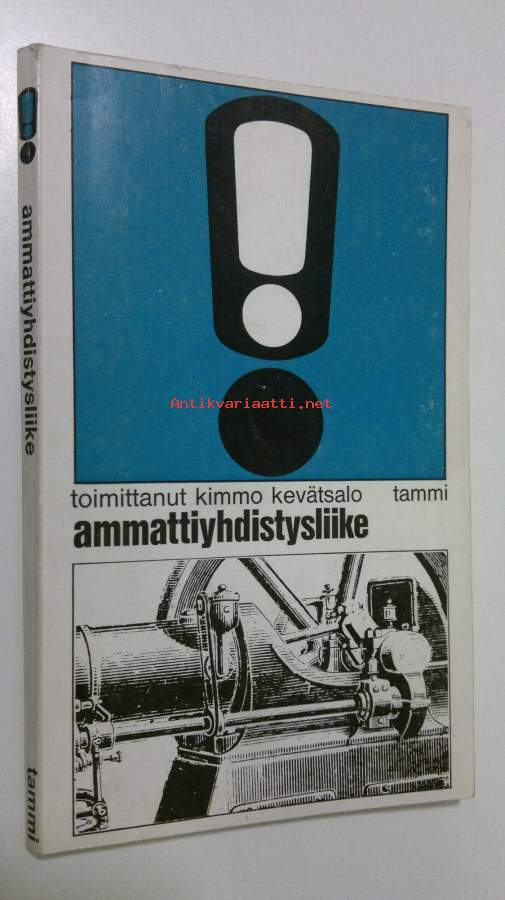 ammattiyhdistysliike
tammi
Antikvariaatti.net
toimittanut kimmo kevätsalo tammi
ammattiyhdistysliike